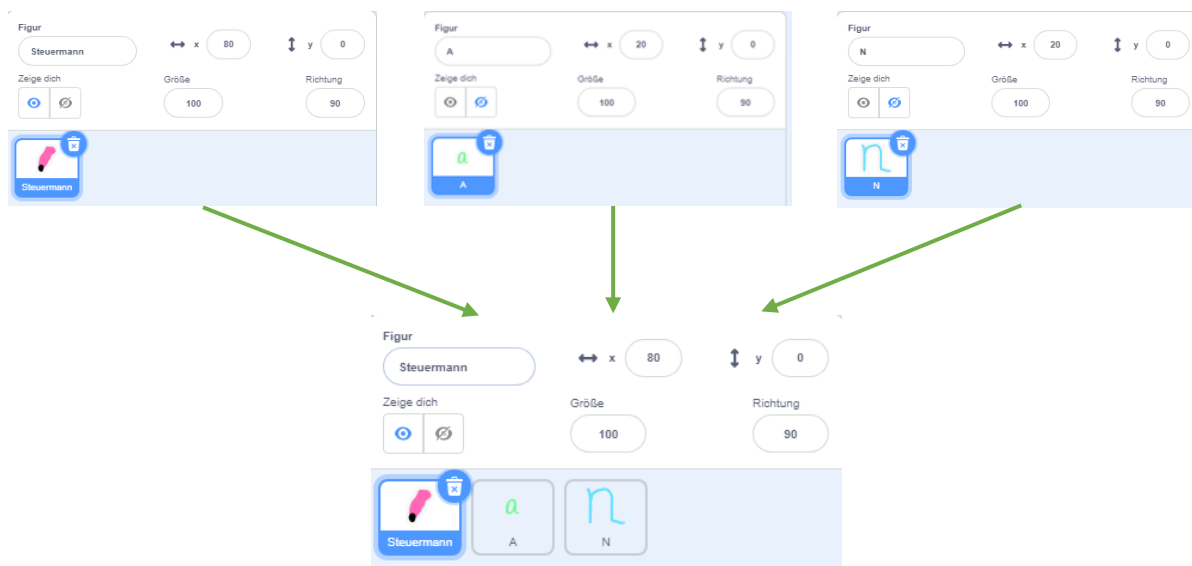 Figur
Steuermann
x 80
y 0
Zeige dich
Größe
Richtung
100
90
Steuermann
Figur
A
x 20
y 0
Zeige dich
Größe
Richtung
100
90
a
A
Figur
N
x 20
y 0
Zeige dich
Größe
Richtung
100
90
n
N
Figur
Steuermann
x 80
y 0
Zeige dich
Größe
Richtung
100
90
a
n
Steuermann
A
N